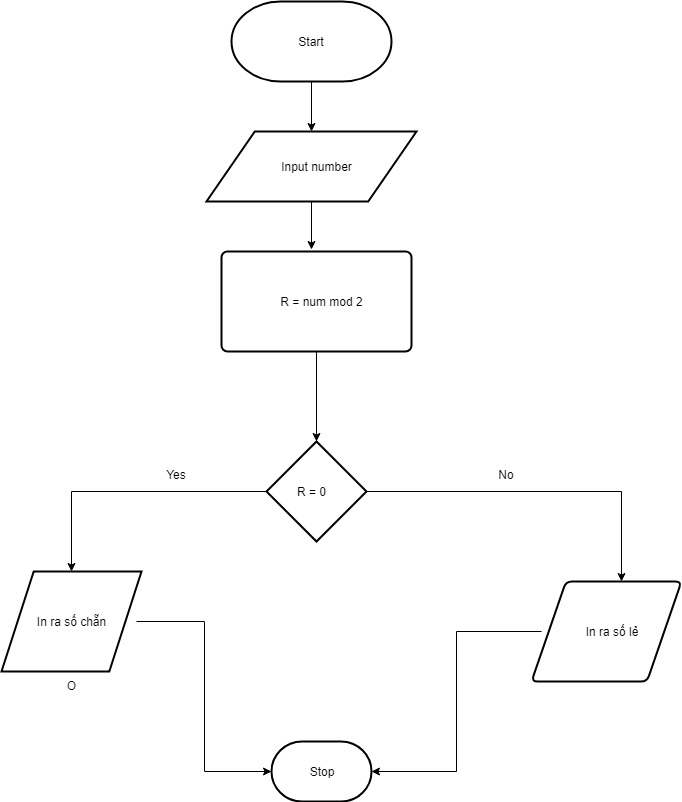 Start
Input number
R = num mod 2
Yes
R = 0
No
In ra số chẵn
In ra số lẻ
O
Stop